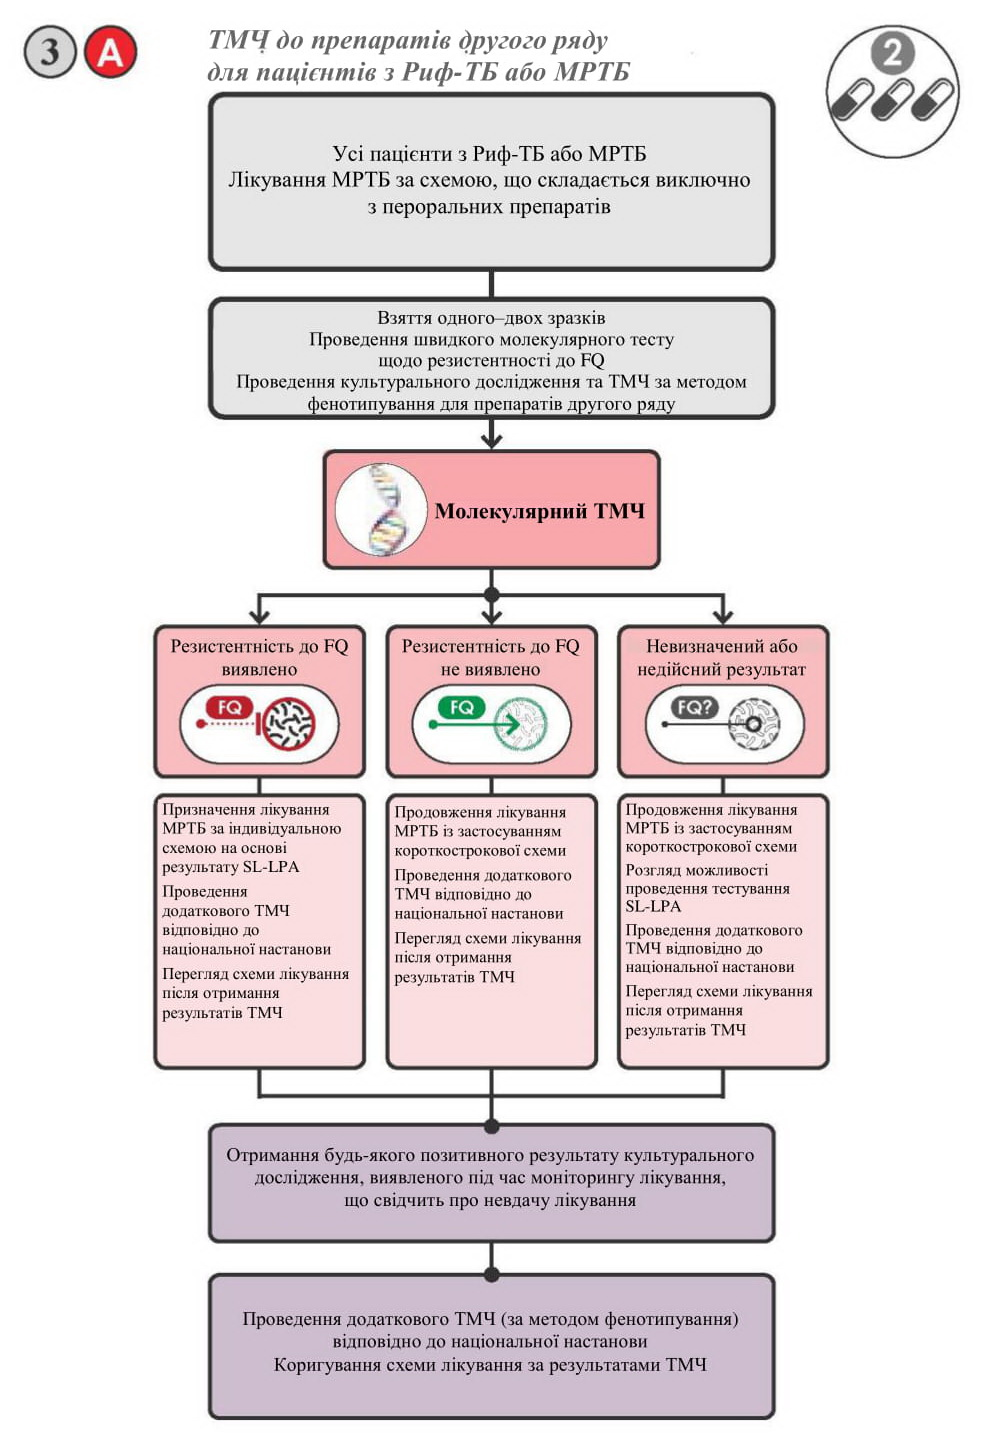 3 A
ТМЧ до препаратів другого ряду
для пацієнтів з Риф-ТБ або МРТБ
2
Усі пацієнти з Риф-ТБ або МРТБ
Лікування МРТБ за схемою, що складається виключно
з пероральних препаратів
Взяття одного–двох зразків
Проведення швидкого молекулярного тесту
щодо резистентності до FQ
Проведення культурального дослідження та ТМЧ за методом
фенотипування для препаратів другого ряду
Молекулярний ТМЧ
Резистентність до FQ
виявлено
FQ
Призначення лікування
МРТБ за індивідуальною
схемою на основі
результату SL-LPA
Проведення
додаткового ТМЧ
відповідно до
національної настанови
Перегляд схеми лікування
після отримання
результатів ТМЧ
Резистентність до FQ
не виявлено
FQ
Продовження лікування
МРТБ із застосуванням
короткострокової схеми
Проведення додаткового
ТМЧ відповідно до
національної настанови
Перегляд схеми лікування
після отримання
результатів ТМЧ
Невизначений або
недійсний результат
FQ?
Продовження лікування
МРТБ із застосуванням
короткострокової схеми
Розгляд можливості
проведення тестування
SL-LPA
Проведення додаткового
ТМЧ відповідно до
національної настанови
Перегляд схеми лікування
після отримання
результатів ТМЧ
Отримання будь-якого позитивного результату культурального
дослідження, виявленого під час моніторингу лікування,
що свідчить про невдачу лікування
Проведення додаткового ТМЧ (за методом фенотипування)
відповідно до національної настанови
Коригування схеми лікування за результатами ТМЧ